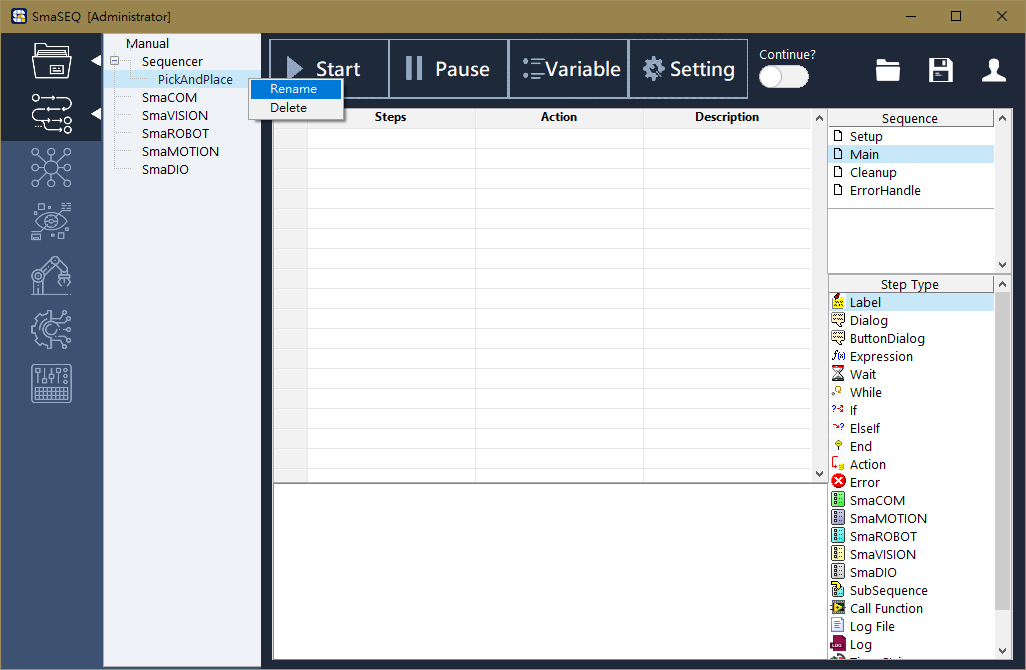 SmaSEQ [Administrator]
Manual
Sequencer
PickAndPlace
SmaCOM
SmaVISION
SmaROBOT
SmaMOTION
SmaDIO
Rename
Delete
Start
Pause
Variable
Setting
Continue?
Steps Action Description
Sequence
Setup
Main
Cleanup
ErrorHandle
Step Type
Label
Dialog
ButtonDialog
f(x) Expression
Wait
While
If
ElseIf
End
Action
Error
SmaCOM
SmaMOTION
SmaROBOT
SmaVISION
SmaDIO
SubSequence
Call Function
Log File
LOG Log